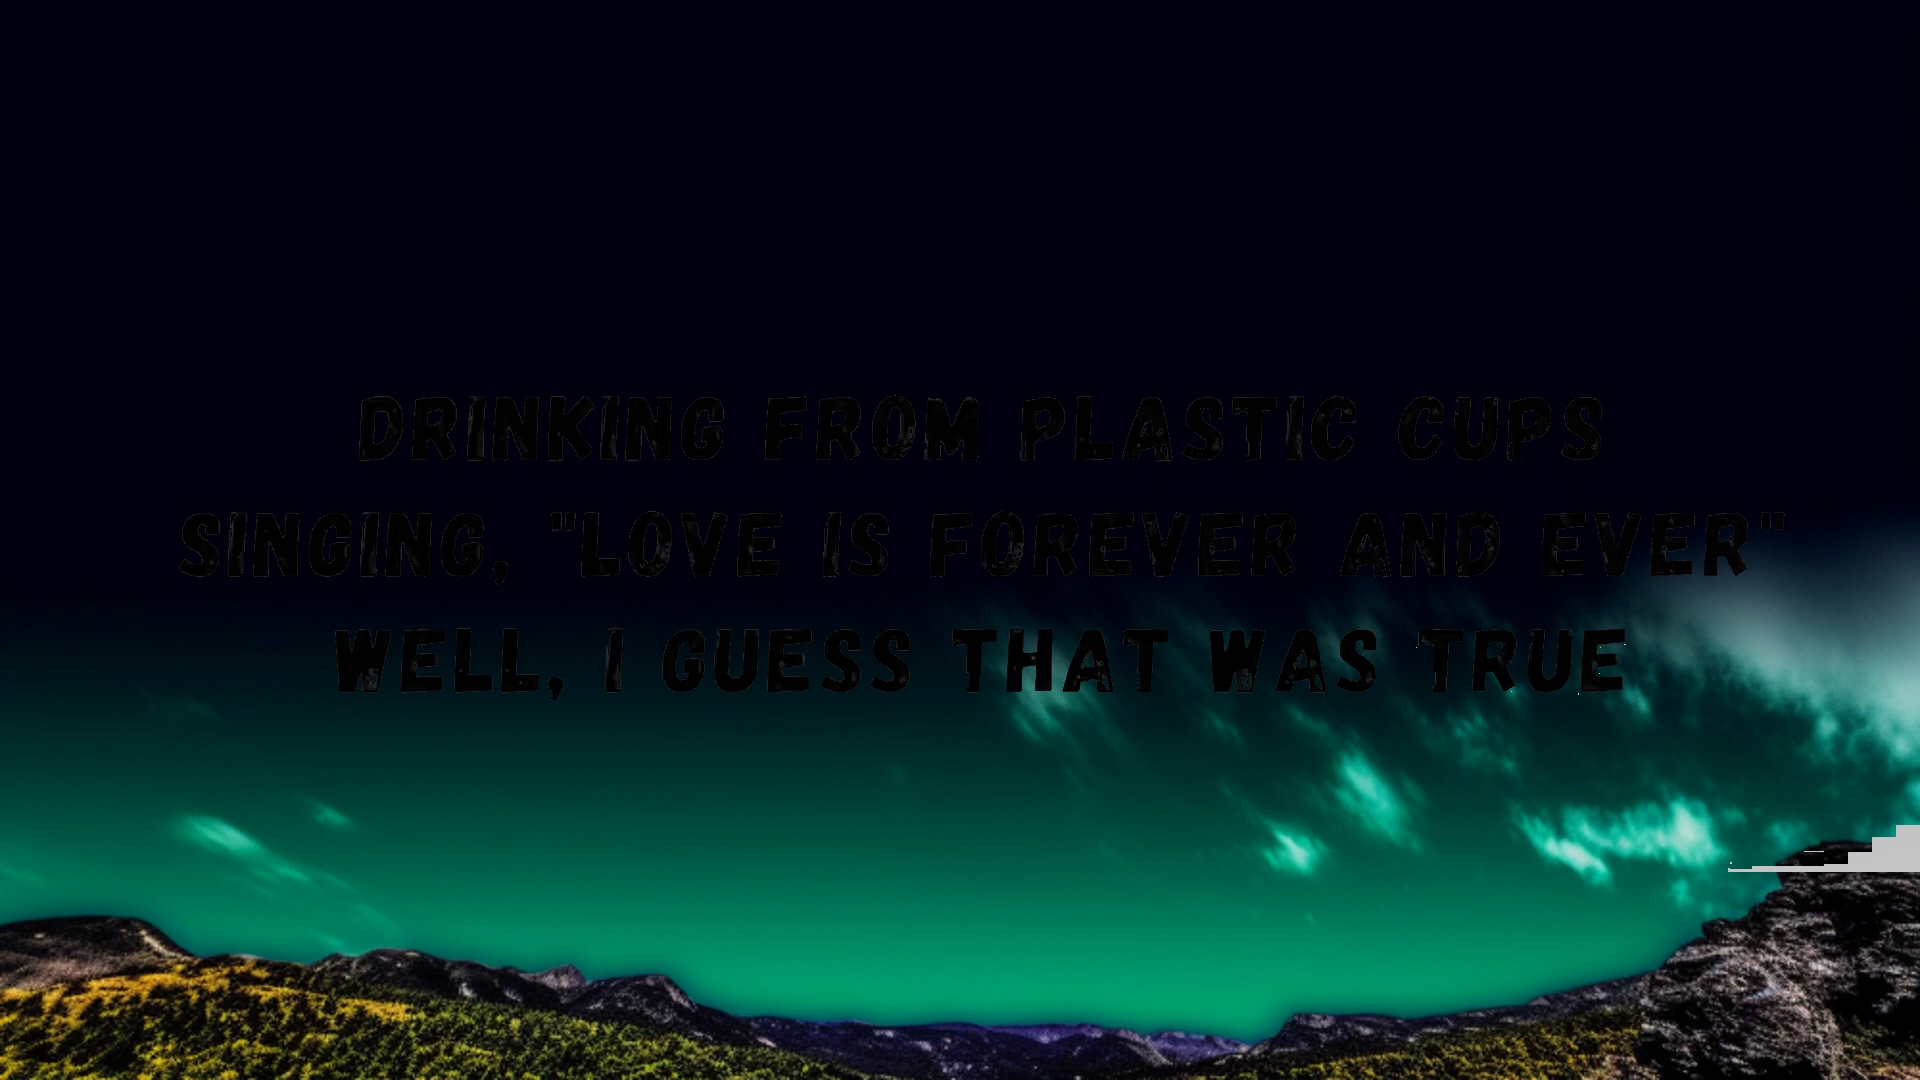 DRINKING FROM PLASTIC CUPS
SINGING, "LOVE IS FOREVER AND EVER"
WELL, I GUESS THAT WAS TRUE